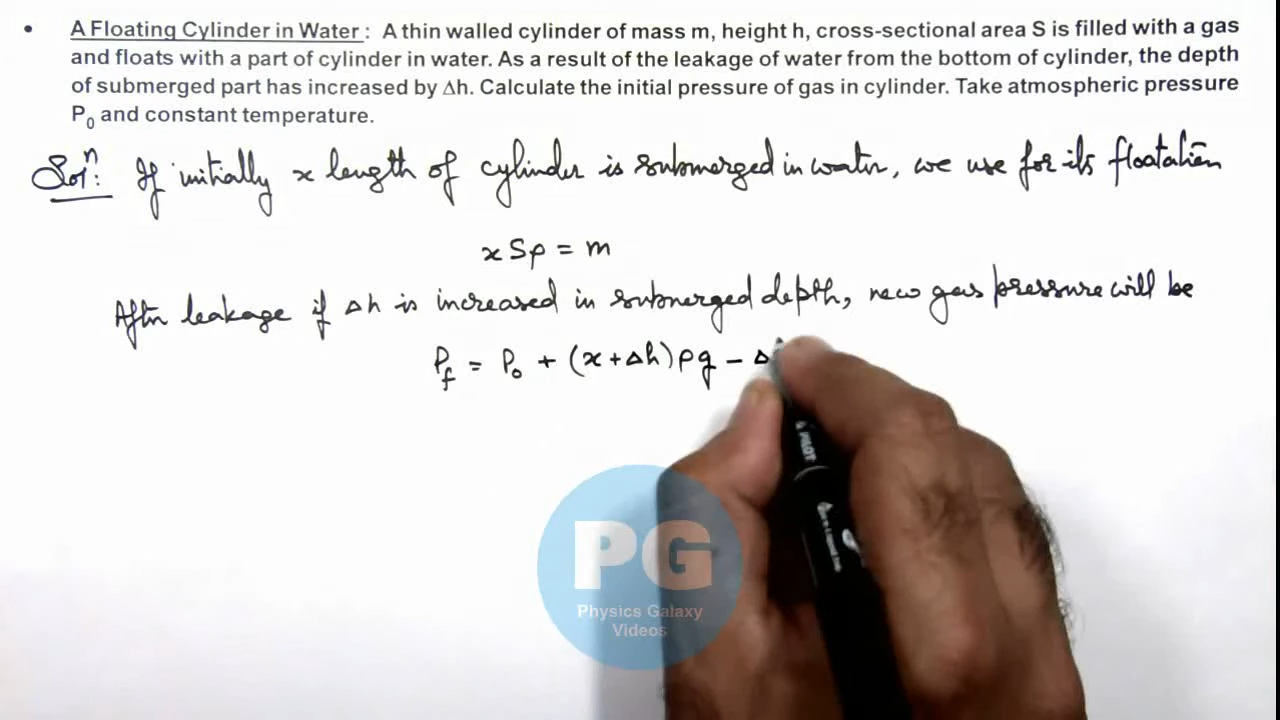 • A Floating Cylinder in Water : A thin walled cylinder of mass m, height h, cross-sectional area S is filled with a gas
and floats with a part of cylinder in water. As a result of the leakage of water from the bottom of cylinder, the depth
of submerged part has increased by Δh. Calculate the initial pressure of gas in cylinder. Take atmospheric pressure
P₀ and constant temperature.
Solⁿ: If initially x length of cylinder is submerged in water, we use for its floatation
x S ρ = m
After leakage if Δh is increased in submerged depth, new gas pressure will be
P_f = P₀ + (x + Δh) ρg − Δ
PILOT
PG
Physics Galaxy
Videos